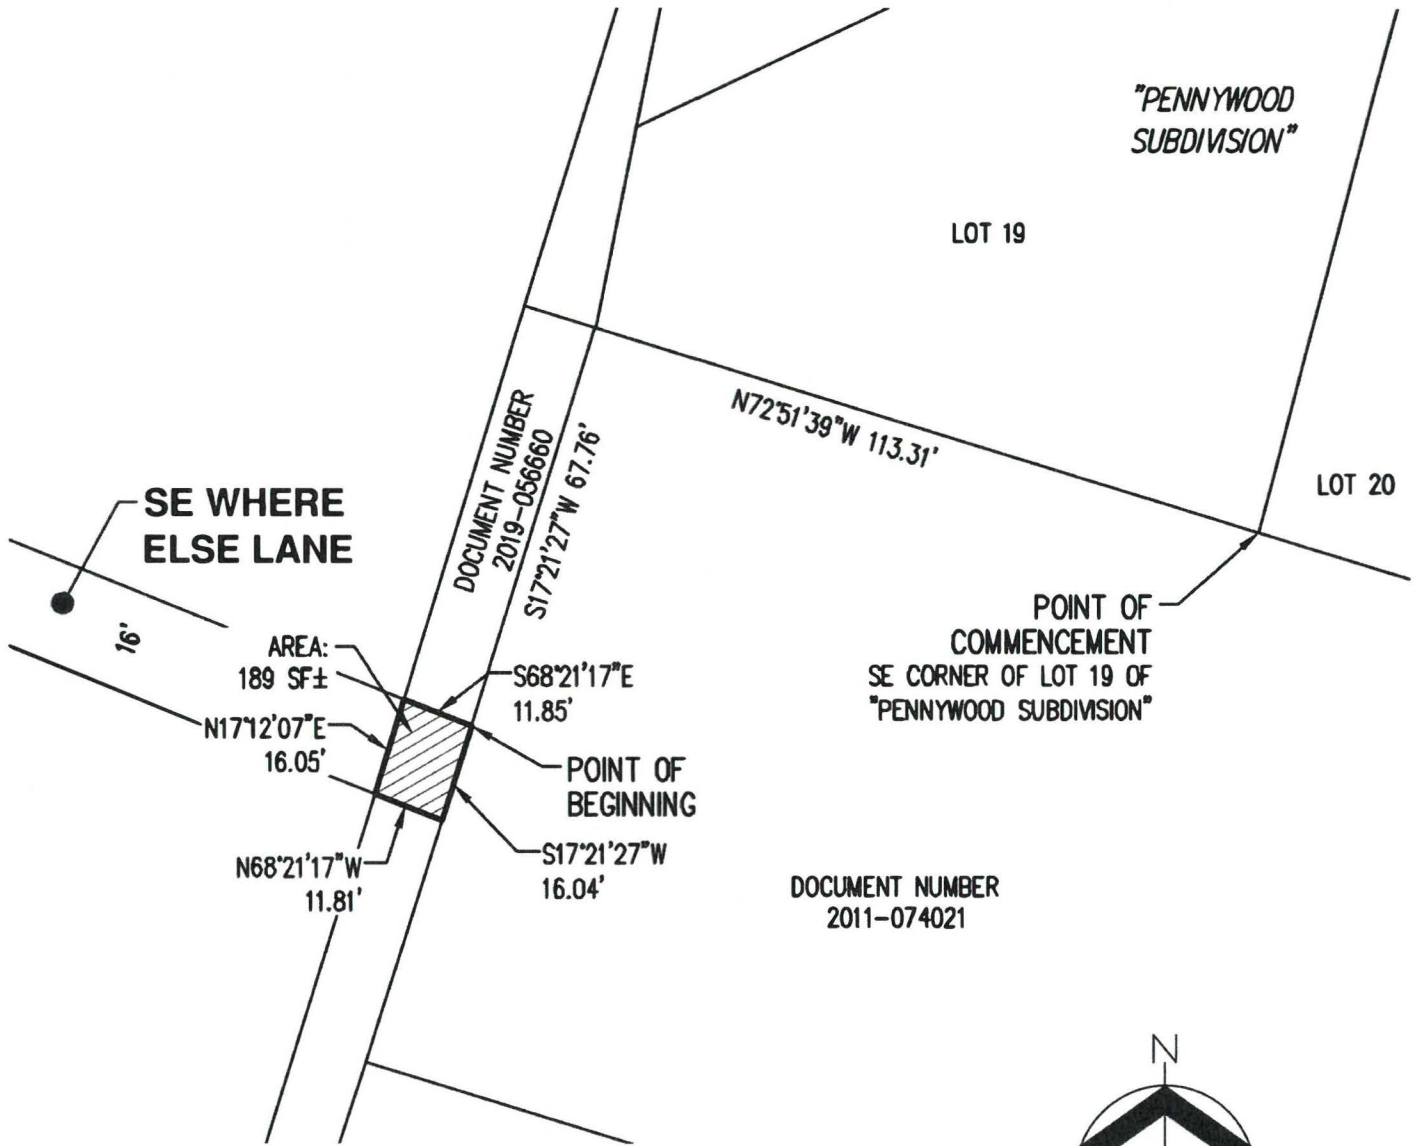 "PENNYWOOD
SUBDIVISION"
LOT 19
N72°51'39"W 113.31'
LOT 20
DOCUMENT NUMBER
2019-056660
S17°21'27"W 67.76'
SE WHERE
ELSE LANE
16'
POINT OF
COMMENCEMENT
SE CORNER OF LOT 19 OF
"PENNYWOOD SUBDIVISION"
AREA:
189 SF±
S68°21'17"E
11.85'
N17°12'07"E
16.05'
POINT OF
BEGINNING
N68°21'17"W
11.81'
S17°21'27"W
16.04'
DOCUMENT NUMBER
2011-074021
N